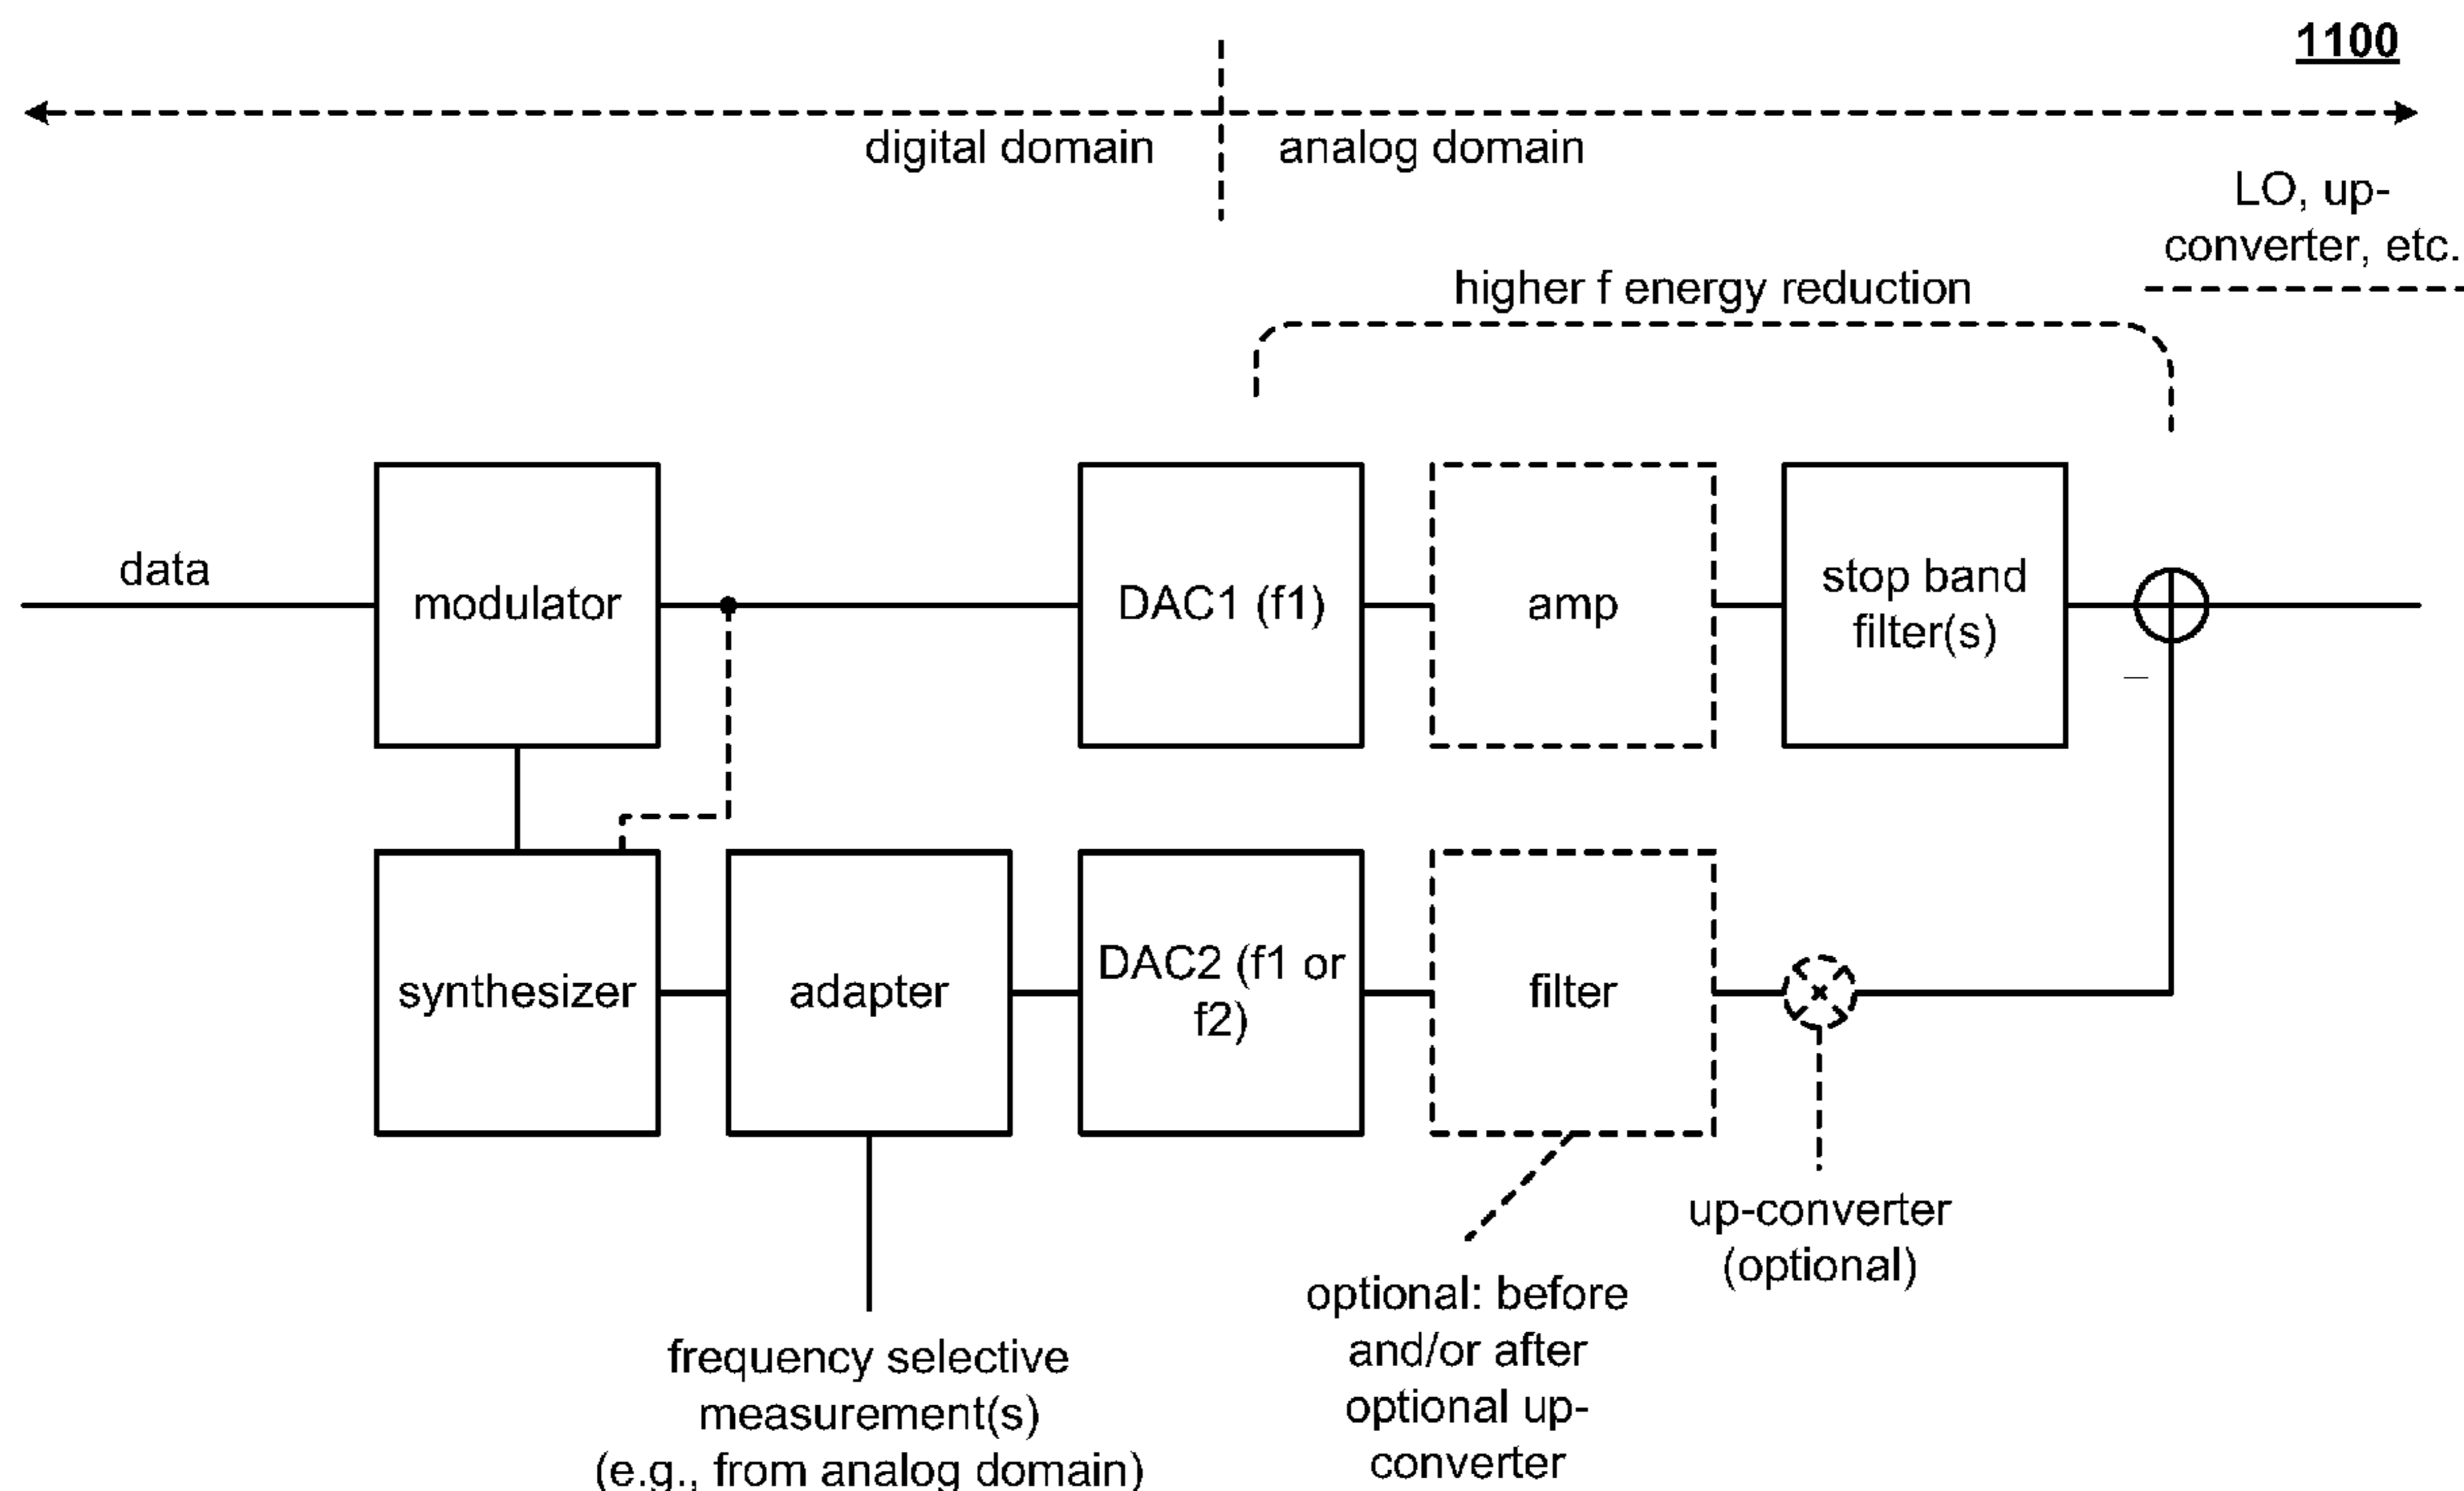 1100
digital domain
analog domain
LO, up-
converter, etc.
higher f energy reduction
data
modulator
DAC1 (f1)
amp
stop band
filter(s)
–
synthesizer
adapter
DAC2 (f1 or
f2)
filter
up-converter
(optional)
optional: before
and/or after
optional up-
converter
frequency selective
measurement(s)
(e.g., from analog domain)